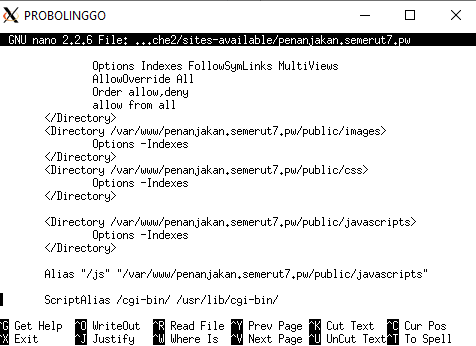 PROBOLINGGO
GNU nano 2.2.6 File: ...che2/sites-available/penanjakan.semerut7.pw
Options Indexes FollowSymLinks MultiViews
AllowOverride All
Order allow,deny
allow from all
</Directory>
<Directory /var/www/penanjakan.semerut7.pw/public/images>
Options -Indexes
</Directory>
<Directory /var/www/penanjakan.semerut7.pw/public/css>
Options -Indexes
</Directory>
<Directory /var/www/penanjakan.semerut7.pw/public/javascripts>
Options -Indexes
</Directory>
Alias "/js" "/var/www/penanjakan.semerut7.pw/public/javascripts"
ScriptAlias /cgi-bin/ /usr/lib/cgi-bin/
^G Get Help ^O WriteOut ^R Read File ^Y Prev Page ^K Cut Text ^C Cur Pos
^X Exit ^J Justify ^W Where Is ^V Next Page ^U UnCut Text ^T To Spell